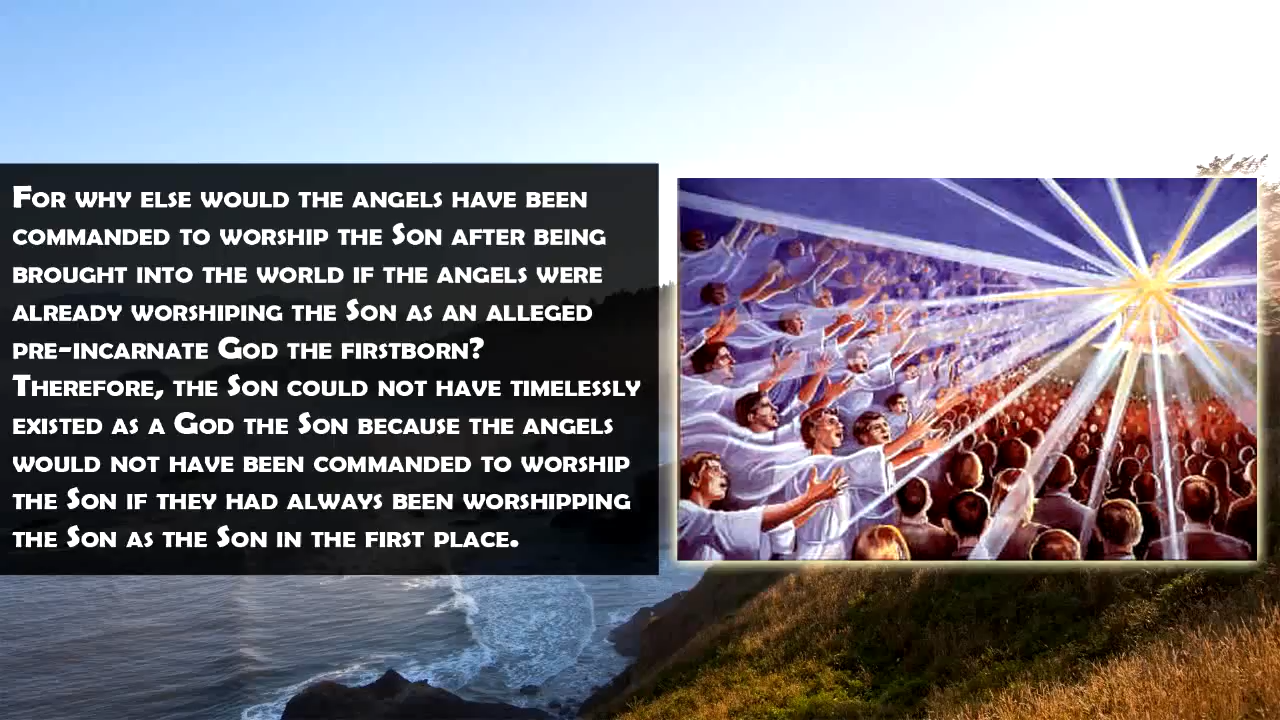 For why else would the angels have been
commanded to worship the Son after being
brought into the world if the angels were
already worshiping the Son as an alleged
pre-incarnate God the firstborn?
Therefore, the Son could not have timelessly
existed as a God the Son because the angels
would not have been commanded to worship
the Son if they had always been worshipping
the Son as the Son in the first place.